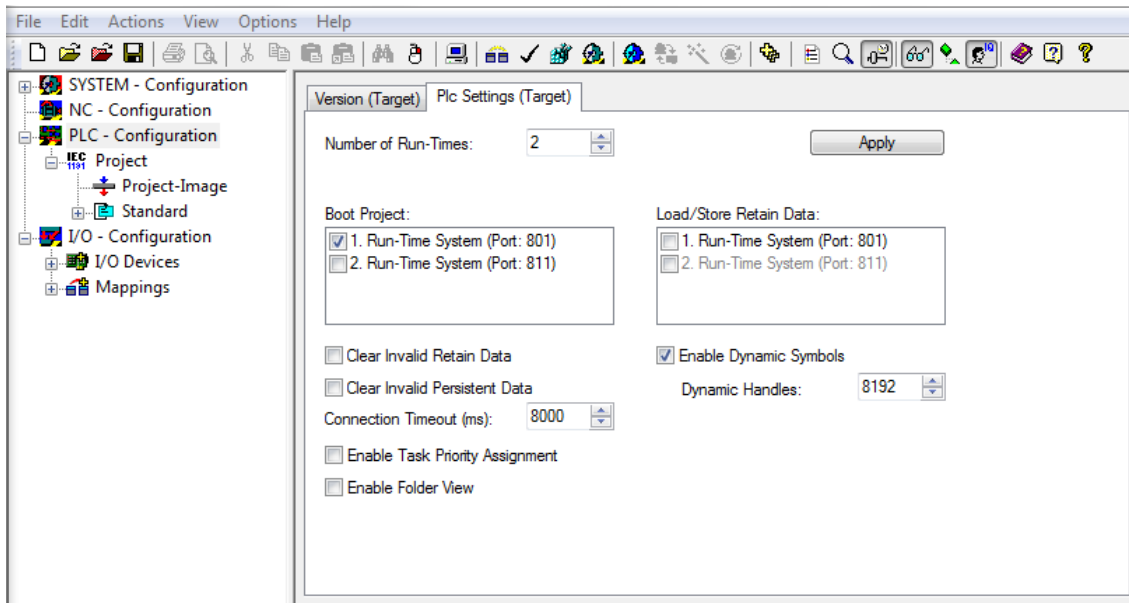 File Edit Actions View Options Help
SYSTEM - Configuration
NC - Configuration
PLC - Configuration
IEC 1131 Project
Project-Image
Standard
I/O - Configuration
I/O Devices
Mappings
Version (Target) Plc Settings (Target)
Number of Run-Times: 2 Apply
Boot Project: Load/Store Retain Data:
1. Run-Time System (Port: 801) 1. Run-Time System (Port: 801)
2. Run-Time System (Port: 811) 2. Run-Time System (Port: 811)
Clear Invalid Retain Data Enable Dynamic Symbols
Clear Invalid Persistent Data Dynamic Handles: 8192
Connection Timeout (ms): 8000
Enable Task Priority Assignment
Enable Folder View